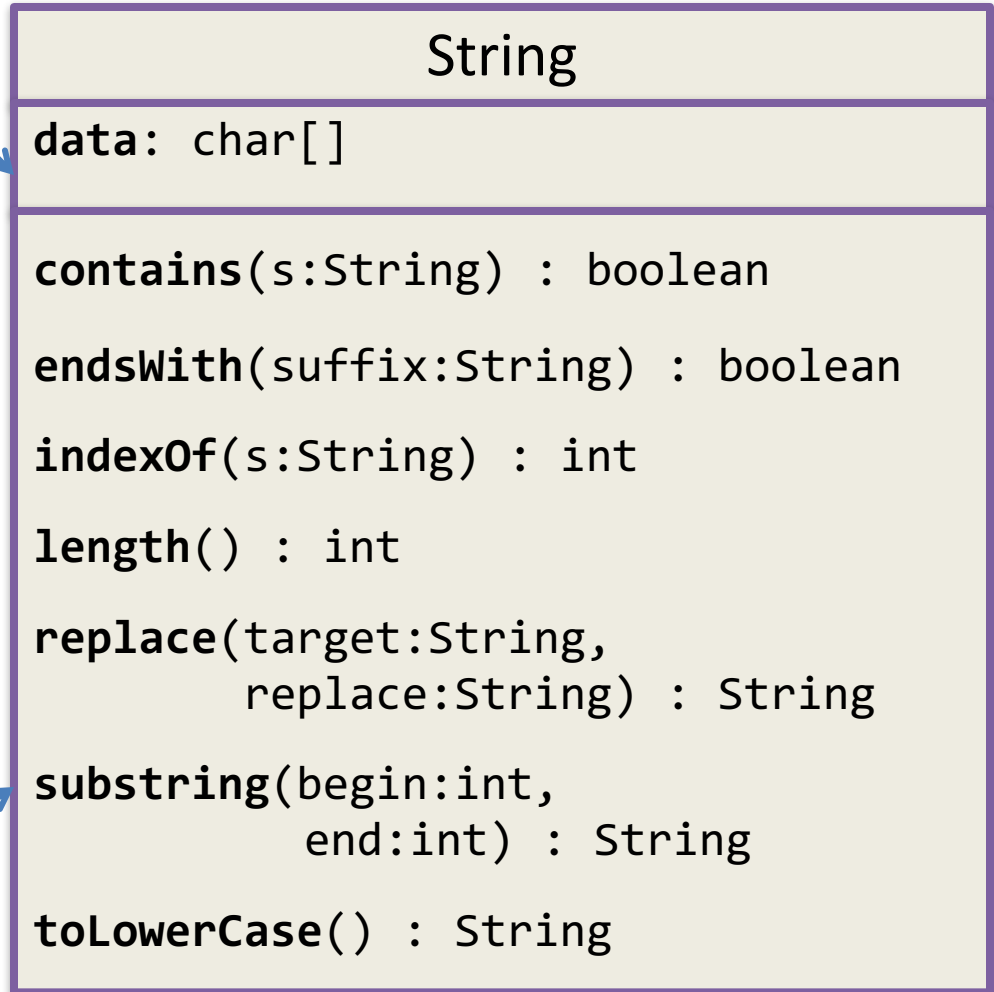 String
data: char[]
contains(s:String) : boolean
endsWith(suffix:String) : boolean
indexOf(s:String) : int
length() : int
replace(target:String,
replace:String) : String
substring(begin:int,
end:int) : String
toLowerCase() : String